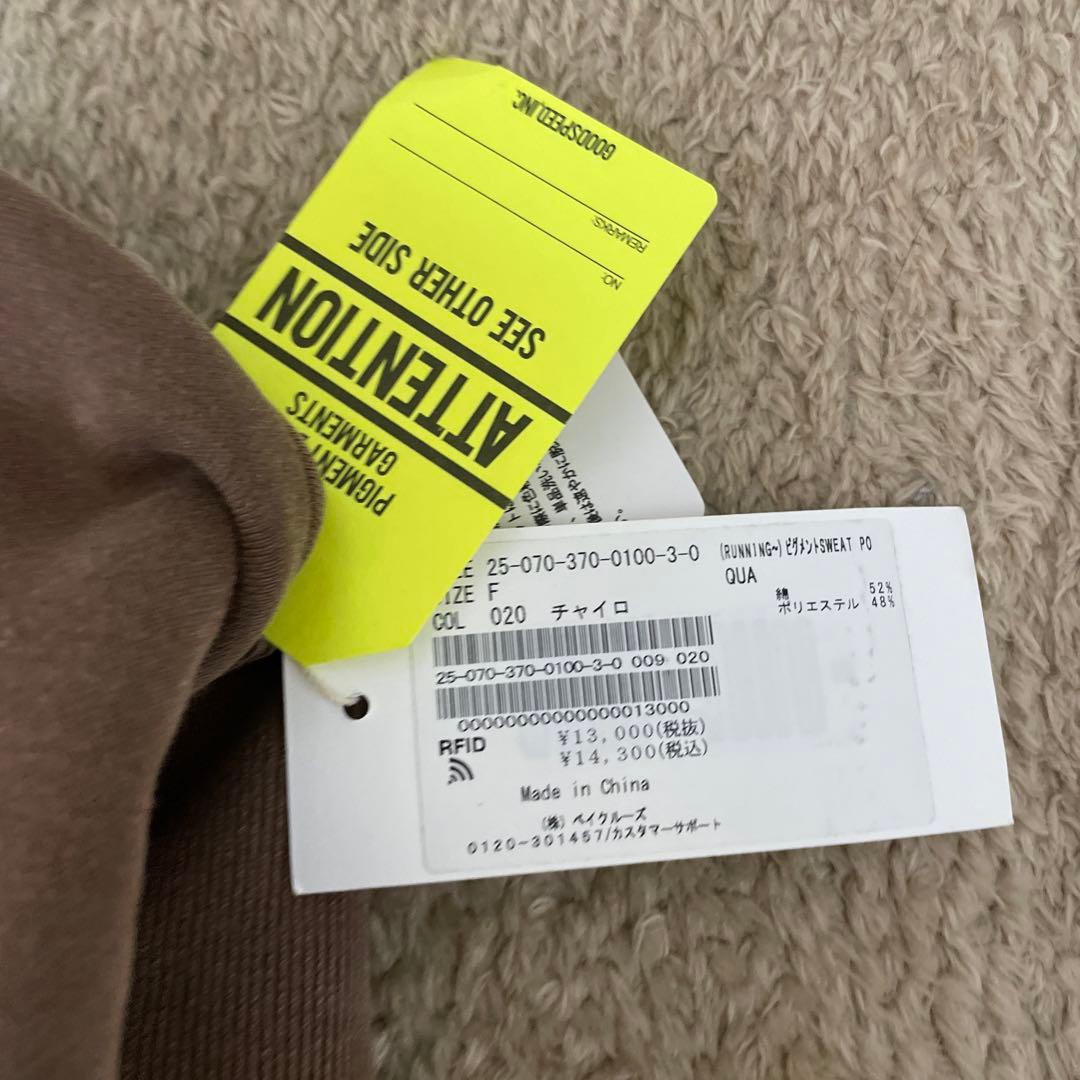 GOODSPEED,INC.
REMARKS:
NO:
SEE OTHER SIDE
ATTENTION
GARMENTS
25-070-370-0100-3-0
(RUNNING~)ピグメントSWEAT PO
F
QUA
綿 52%
ポリエステル 48%
COL 020 チャイロ
25-070-370-0100-3-0 009 020
00000000000000013000
RFID
¥13,000(税抜)
¥14,300(税込)
Made in China
(株)ベイクルーズ
0120-301457/カスタマーサポート